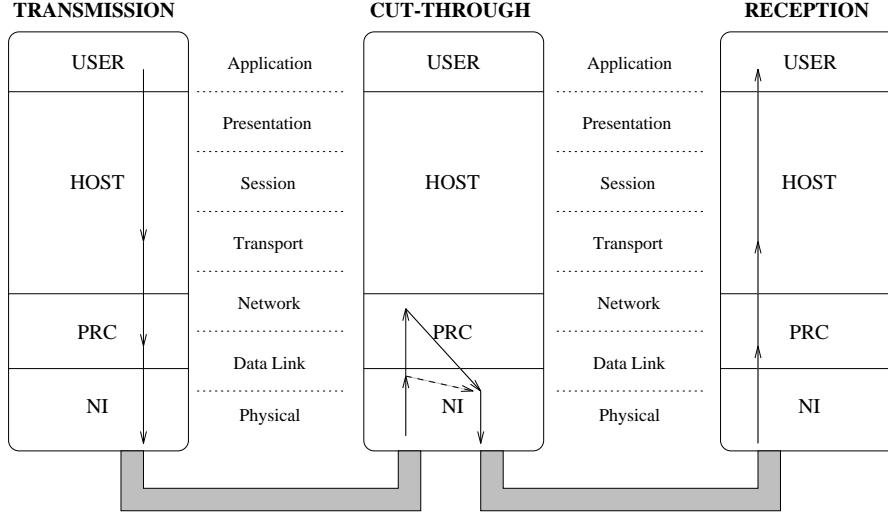 TRANSMISSION CUT-THROUGH RECEPTION
USER Application USER Application USER
Presentation Presentation
HOST Session HOST Session HOST
Transport Transport
Network Network
PRC PRC PRC
Data Link Data Link
NI Physical NI Physical NI